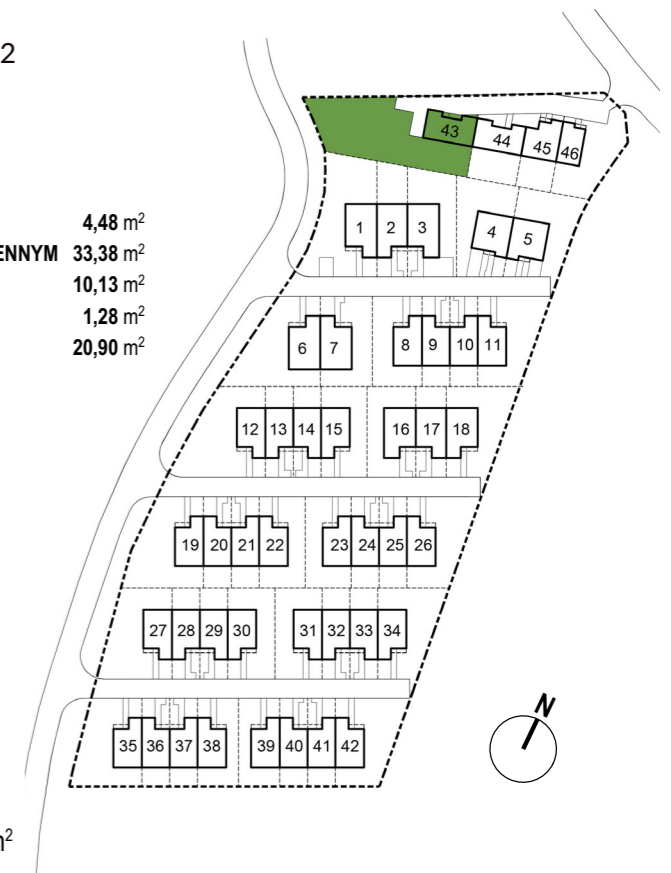 2
4,48 m²
ENNYM 33,38 m²
10,13 m²
1,28 m²
20,90 m²
43 44 45 46
1 2 3 4 5
6 7 8 9 10 11
12 13 14 15 16 17 18
19 20 21 22 23 24 25 26
27 28 29 30 31 32 33 34
N
35 36 37 38 39 40 41 42
m²